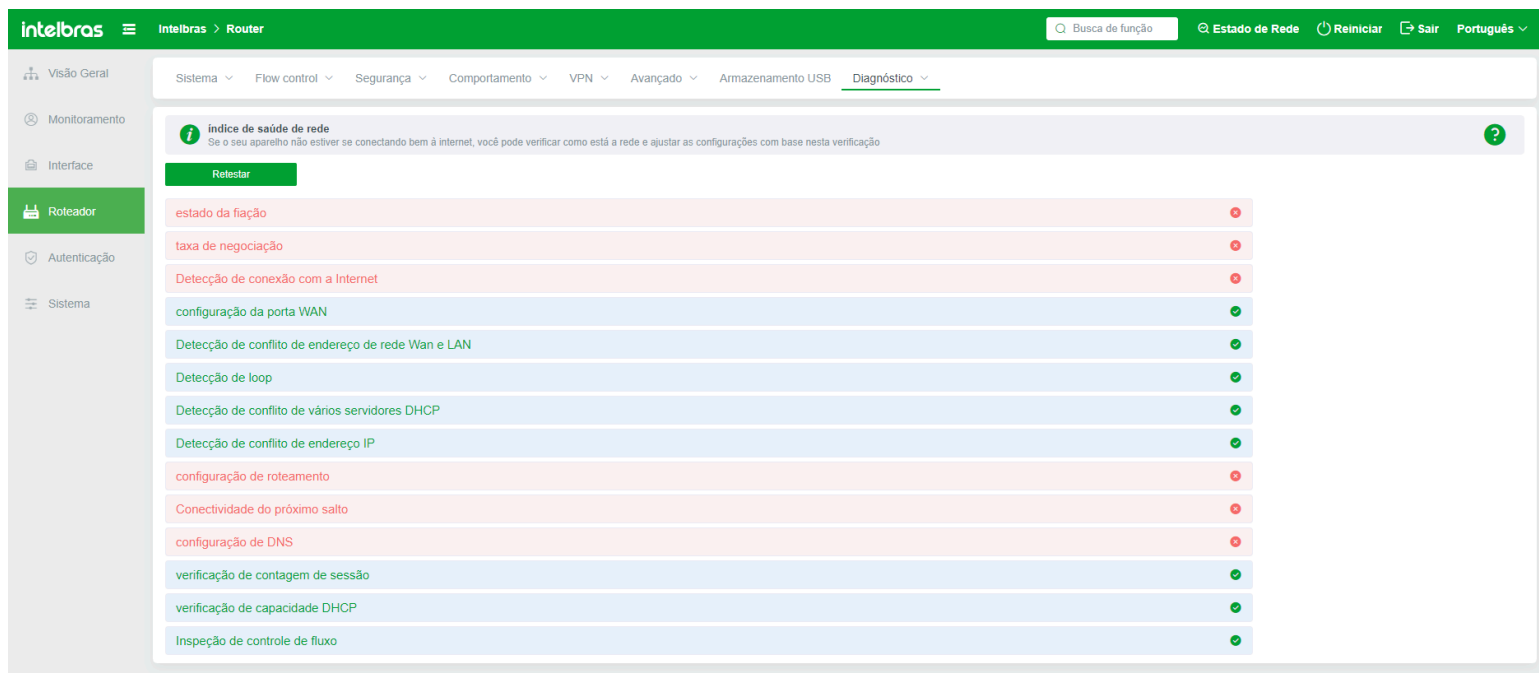 intelbras
Intelbras > Router
Busca de função
Estado de Rede
Reiniciar
Sair
Português
Visão Geral
Monitoramento
Interface
Roteador
Autenticação
Sistema
Sistema
Flow control
Segurança
Comportamento
VPN
Avançado
Armazenamento USB
Diagnóstico
índice de saúde de rede
Se o seu aparelho não estiver se conectando bem á internet, você pode verificar como está a rede e ajustar as configurações com base nesta verificação
Retestar
estado da fiação
taxa de negociação
Detecção de conexão com a Internet
configuração da porta WAN
Detecção de conflito de endereço de rede Wan e LAN
Detecção de loop
Detecção de conflito de vários servidores DHCP
Detecção de conflito de endereço IP
configuração de roteamento
Conectividade do próximo salto
configuração de DNS
verificação de contagem de sessão
verificação de capacidade DHCP
Inspeção de controle de fluxo